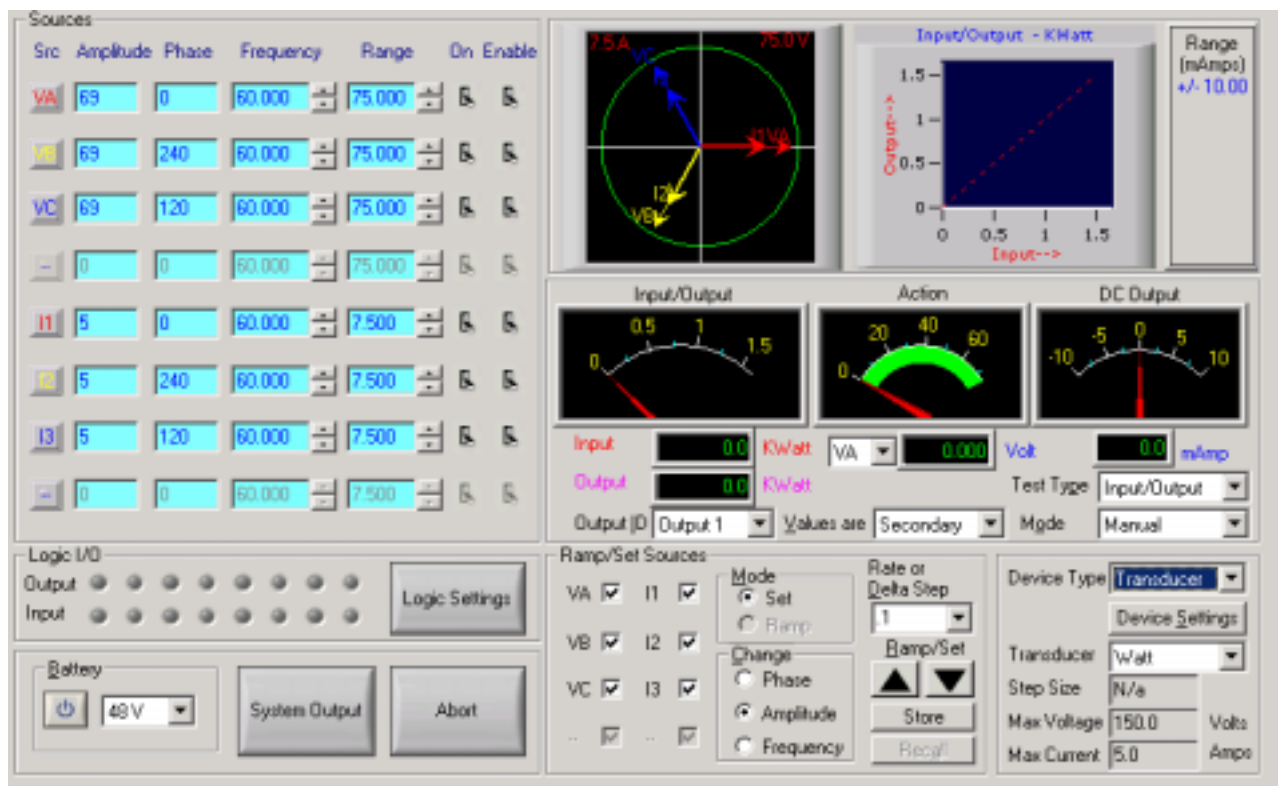 Sources
Src Amplitude Phase Frequency Range On Enable
VA 69 0 60.000 75.000
VB 69 240 60.000 75.000
VC 69 120 60.000 75.000
-- 0 0 60.000 75.000
I1 5 0 60.000 7.500
I2 5 240 60.000 7.500
I3 5 120 60.000 7.500
-- 0 0 60.000 7.500
7.5 A 75.0 V
VC
I3
I1 VA
I2
VB
Input/Output - KWatt
Output-->
1.5
1
0.5
0
0 0.5 1 1.5
Input-->
Range
(mAmps)
+/- 10.00
Input/Output
0 0.5 1 1.5
Action
0 20 40 60
DC Output
-10 -5 0 5 10
Input 0.0 KWatt VA 0.000 Volt 0.0 mAmp
Output 0.0 KWatt Test Type Input/Output
Output ID Output 1 Values are Secondary Mode Manual
Logic I/O
Output
Input
Logic Settings
Battery
48 V
System Output
Abort
Ramp/Set Sources
VA I1
VB I2
VC I3
-- --
Mode
Set
Ramp
Change
Phase
Amplitude
Frequency
Rate or
Delta Step
.1
Ramp/Set
Store
Recall
Device Type Transducer
Device Settings
Transducer Watt
Step Size N/a
Max Voltage 150.0 Volts
Max Current 5.0 Amps